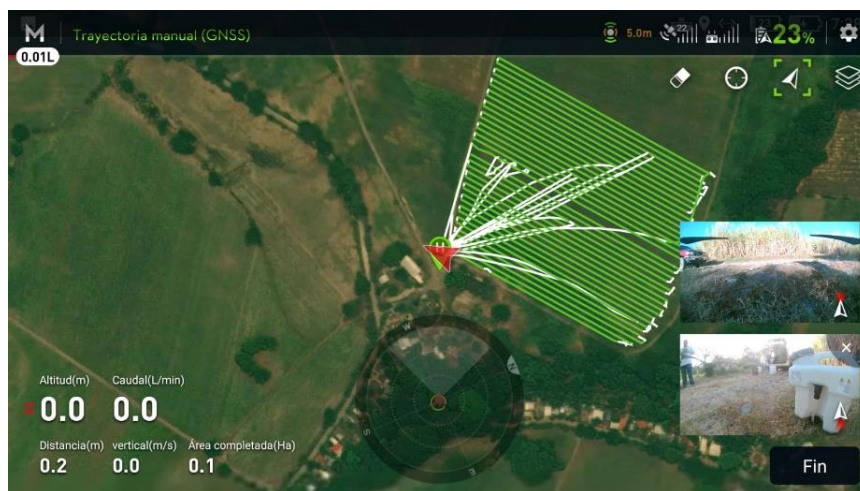 M Trayectoria manual (GNSS) 5.0m 22 23%
0.01L
H
Altitud(m) Caudal(L/min)
0.0 0.0
Distancia(m) vertical(m/s) Área completada(Ha)
0.2 0.0 0.1
W
N
S
E
Fin